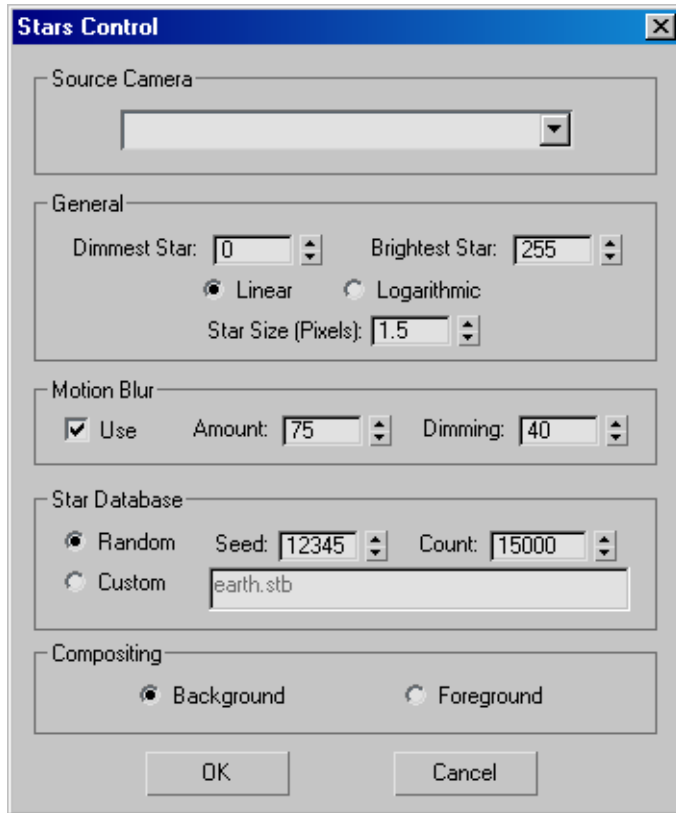 Stars Control
Source Camera
General
Dimmest Star: 0 Brightest Star: 255
Linear Logarithmic
Star Size (Pixels): 1.5
Motion Blur
Use Amount: 75 Dimming: 40
Star Database
Random Seed: 12345 Count: 15000
Custom earth.stb
Compositing
Background Foreground
OK Cancel